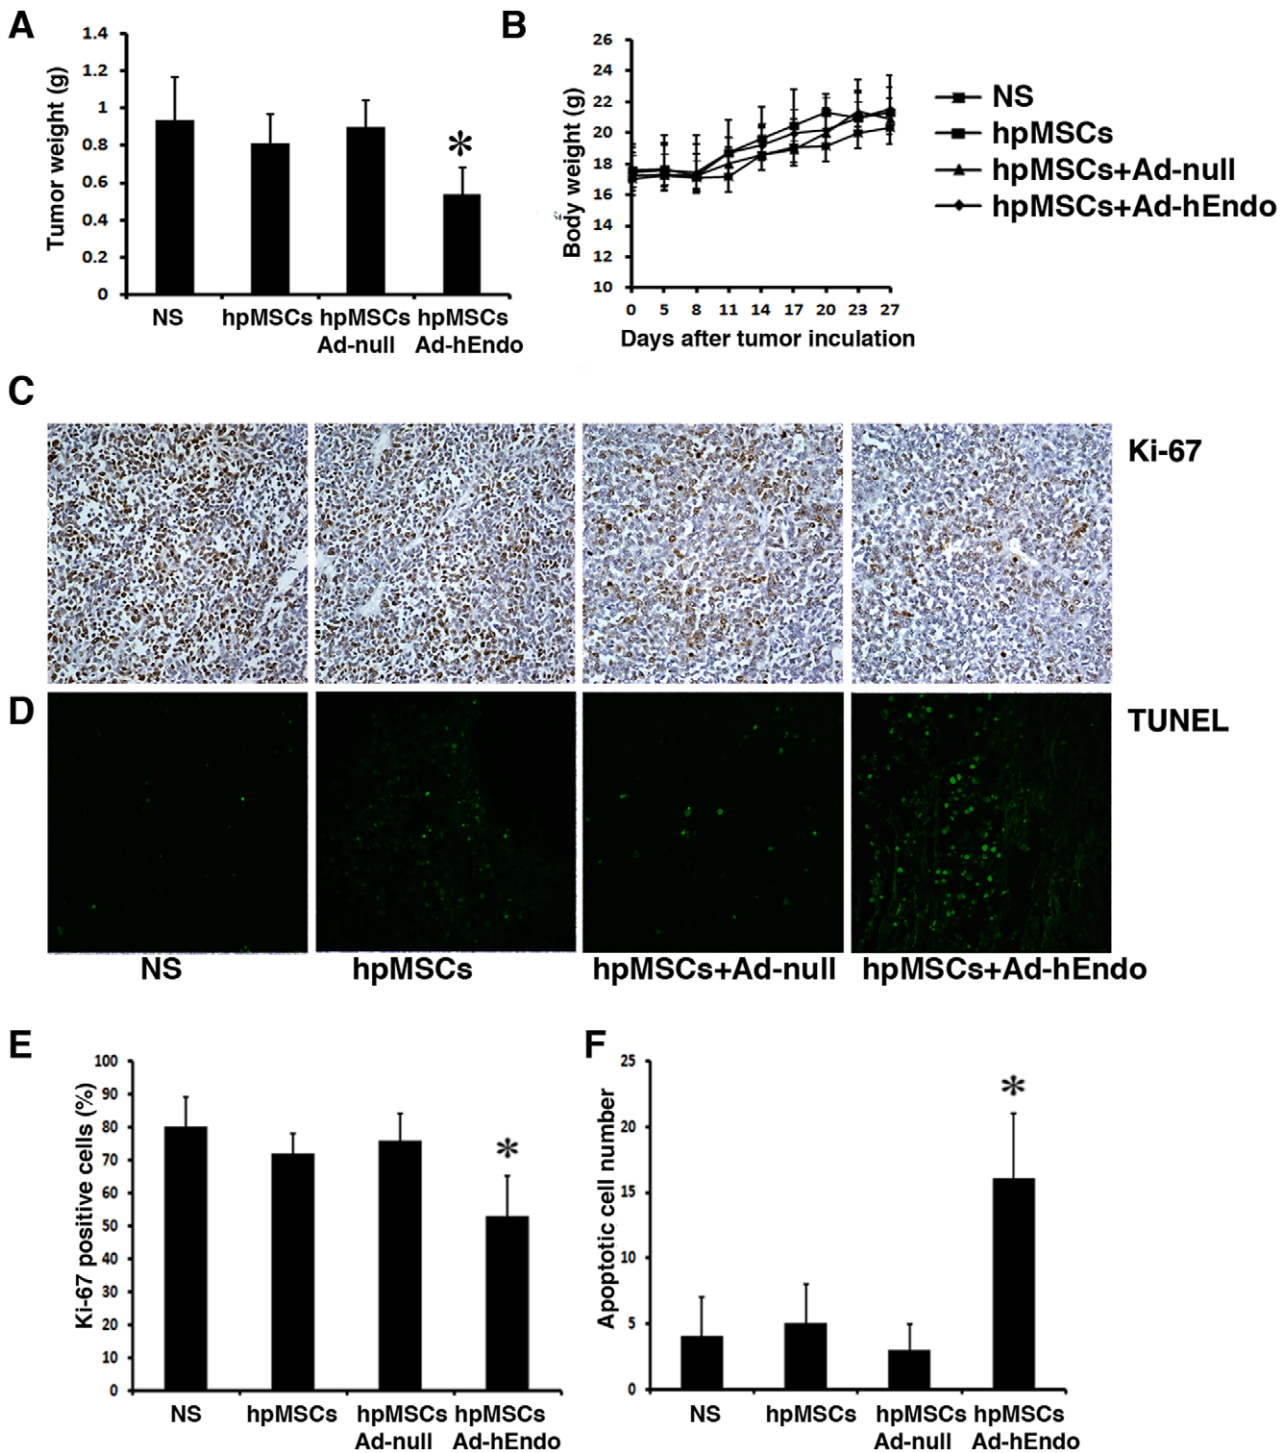 A
Tumor weight (g)
1.4
1.2
1
0.8
0.6
0.4
0.2
0
*
NS
hpMSCs
hpMSCs
Ad-null
hpMSCs
Ad-hEndo
B
Body weight (g)
26
24
22
20
18
16
14
12
10
0 5 8 11 14 17 20 23 27
Days after tumor inculation
NS
hpMSCs
hpMSCs+Ad-null
hpMSCs+Ad-hEndo
C
Ki-67
D
TUNEL
NS
hpMSCs
hpMSCs+Ad-null
hpMSCs+Ad-hEndo
E
Ki-67 positive cells (%)
100
90
80
70
60
50
40
30
20
10
0
*
NS
hpMSCs
hpMSCs
Ad-null
hpMSCs
Ad-hEndo
F
Apoptotic cell number
25
20
15
10
5
0
*
NS
hpMSCs
hpMSCs
Ad-null
hpMSCs
Ad-hEndo